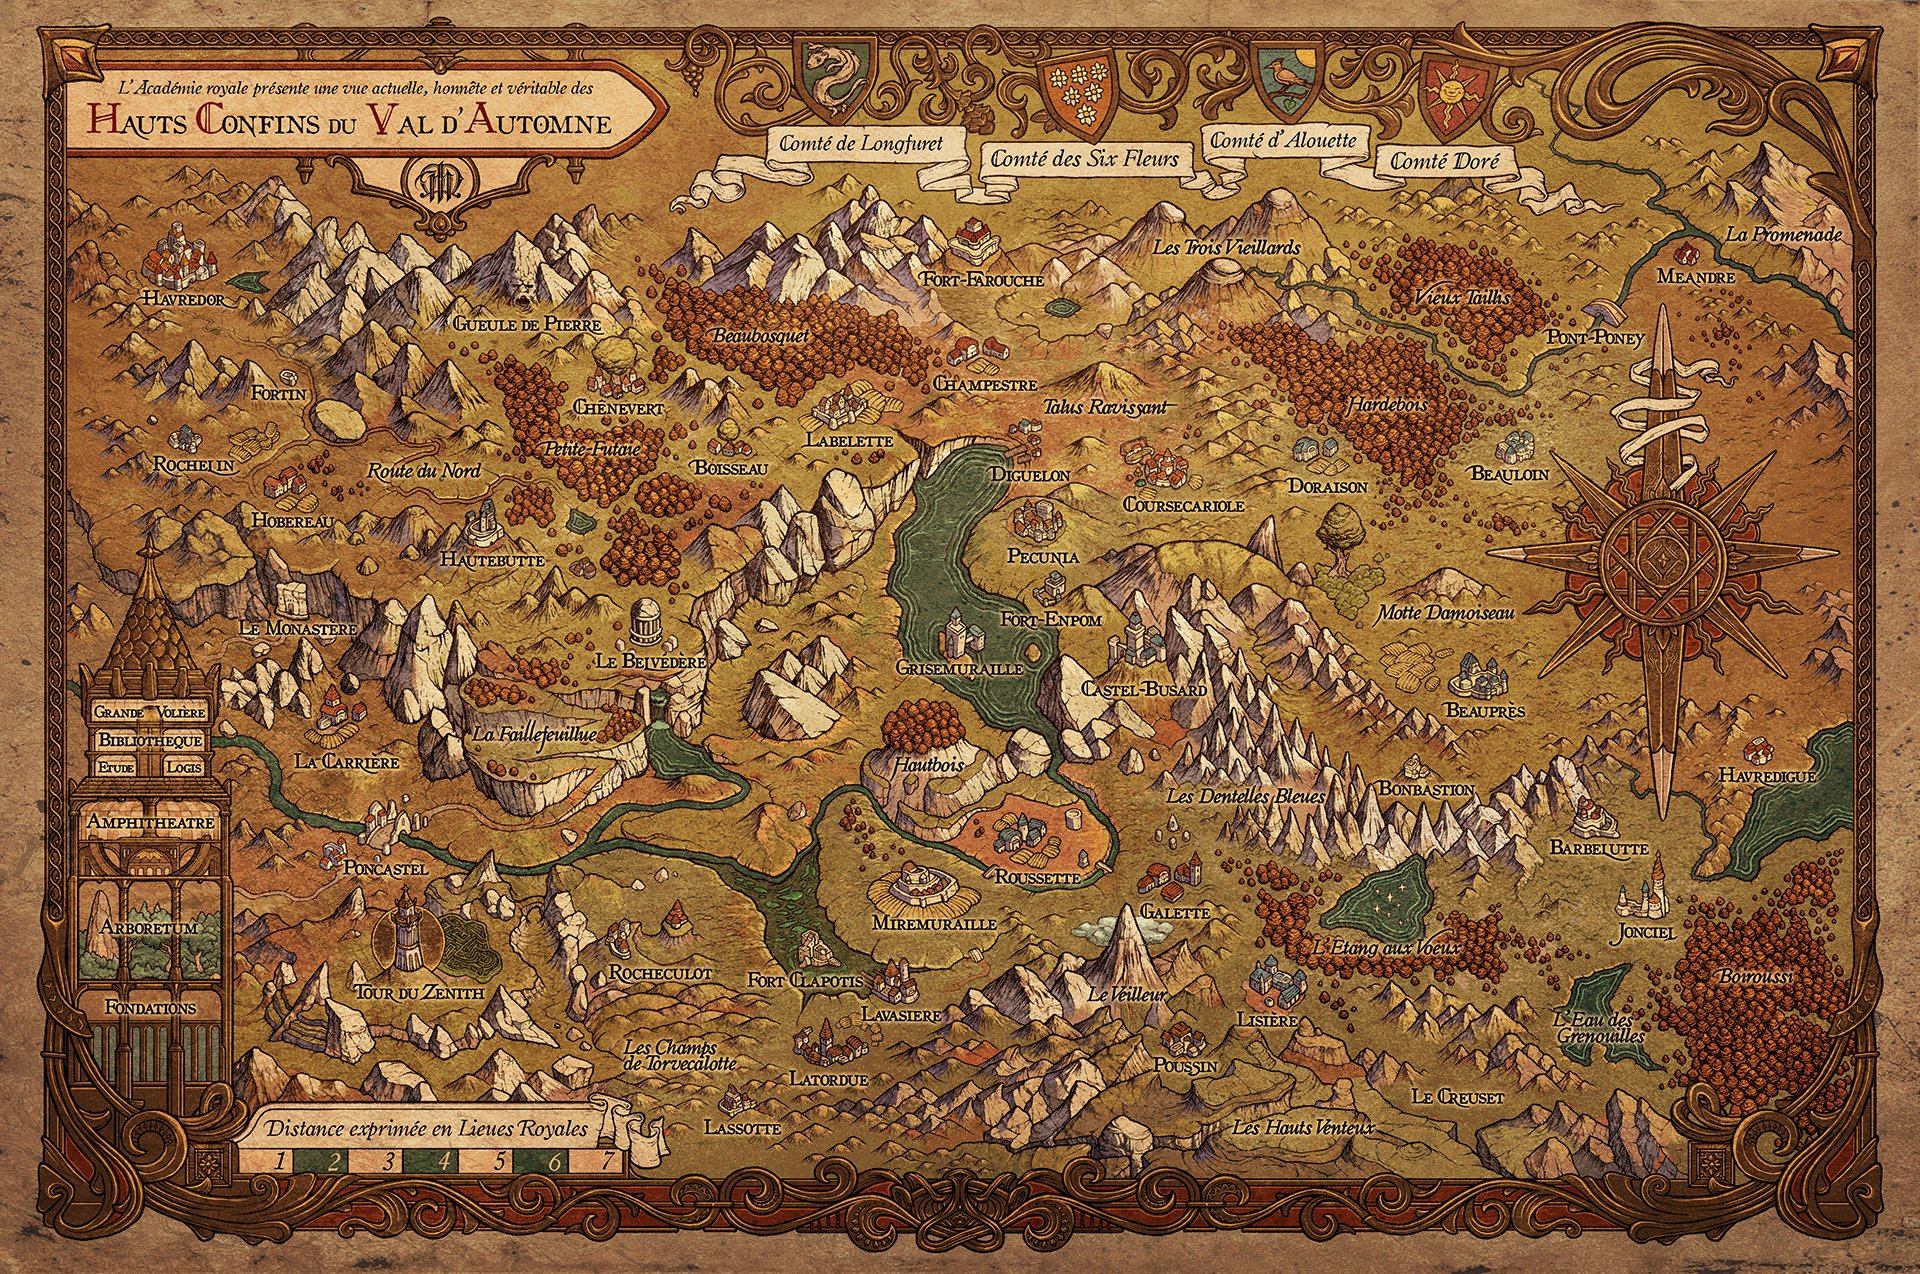 L'Académie royale présente une vue actuelle, honnête et véritable des
Hauts Confins du Val d'Automne
Comté de Longfuret
Comté des Six Fleurs
Comté d'Alouette
Comté Doré
La Promenade
Les Trois Vieillards
Meandre
Fort-Farouche
Havredor
Vieux Taillis
Gueule de Pierre
Beaubosquet
Pont-Poney
Champestre
Fortin
Chênevert
Talus Ravissant
Hardebois
Labelette
Petite-Futaie
Rochelin
Route du Nord
Boisseau
Diguelon
Beauloin
Doraison
Coursecariole
Hobereau
Hautebutte
Pecunia
Motte Damoiseau
Fort-Enpom
Le Monastère
Le Belvédère
Grisemuraille
Castel-Busard
Beauprès
Grande Volière
Bibliotheque
Etude
Logis
La Faillefeuillue
La Carrière
Hautbois
Havredigue
Les Dentelles Bleues
Bonbastion
Amphitheatre
Barbelutte
Poncastel
Roussette
Galette
Miremuraille
Arboretum
Jonciel
L'Etang aux Voeux
Rocheculot
Fort Clapotis
Boiroussi
Tour du Zenith
Le Veilleur
Fondations
Lavasiere
Lisière
L'Eau des
Grenouilles
Les Champs
de Torvecalotte
Poussin
Latordue
Le Creuset
Lassotte
Les Hauts Venteux
Distance exprimée en Lieues Royales
1 2 3 4 5 6 7